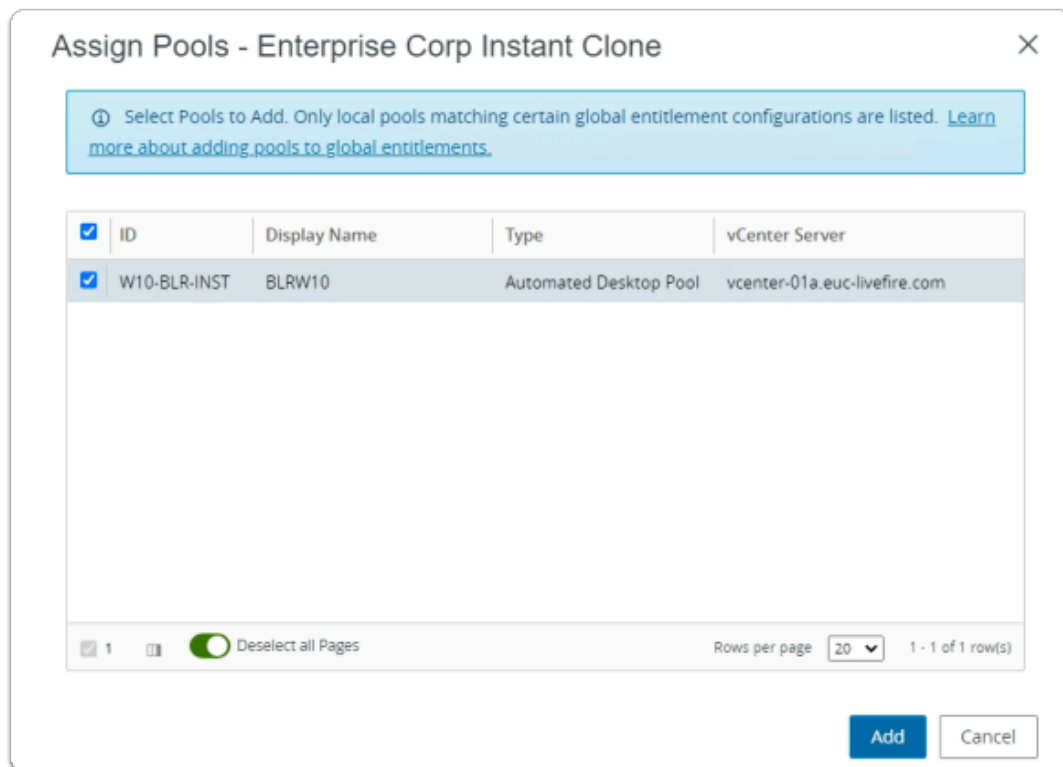 Assign Pools - Enterprise Corp Instant Clone
Select Pools to Add. Only local pools matching certain global entitlement configurations are listed. Learn
more about adding pools to global entitlements.
ID Display Name Type vCenter Server
W10-BLR-INST BLRW10 Automated Desktop Pool vcenter-01a.euc-livefire.com
1 Deselect all Pages Rows per page 20 1 - 1 of 1 row(s)
Add Cancel